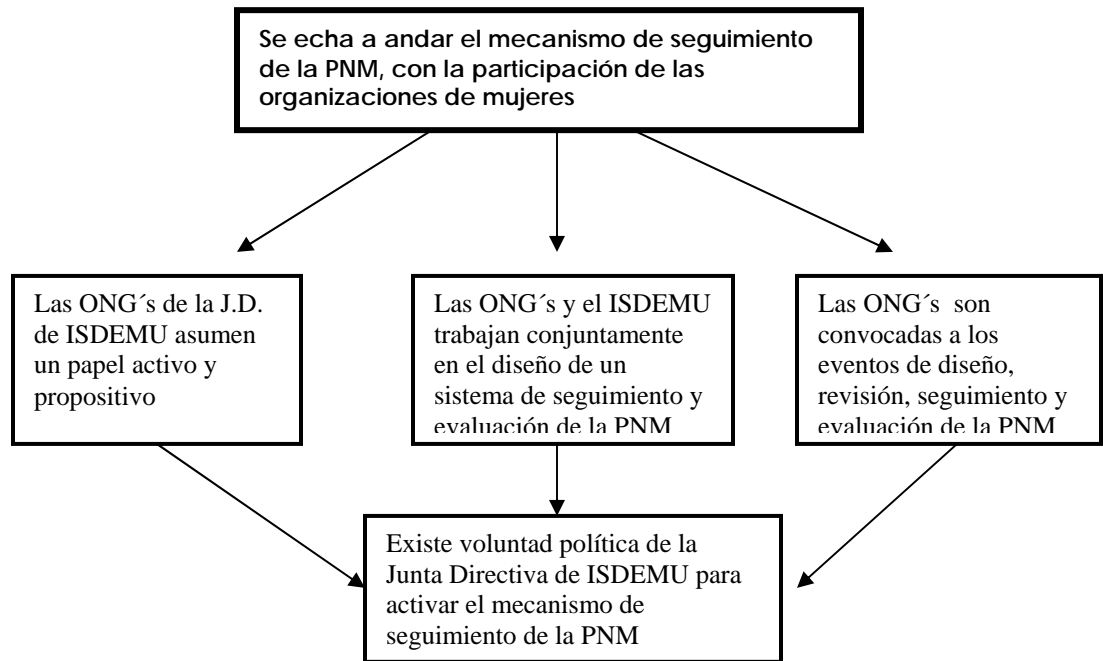 Se echa a andar el mecanismo de seguimiento
de la PNM, con la participación de las
organizaciones de mujeres
Las ONG´s de la J.D.
de ISDEMU asumen
un papel activo y
propositivo
Las ONG´s y el ISDEMU
trabajan conjuntamente
en el diseño de un
sistema de seguimiento y
evaluación de la PNM
Las ONG´s  son
convocadas a los
eventos de diseño,
revisión, seguimiento y
evaluación de la PNM
Existe voluntad política de la
Junta Directiva de ISDEMU para
activar el mecanismo de
seguimiento de la PNM